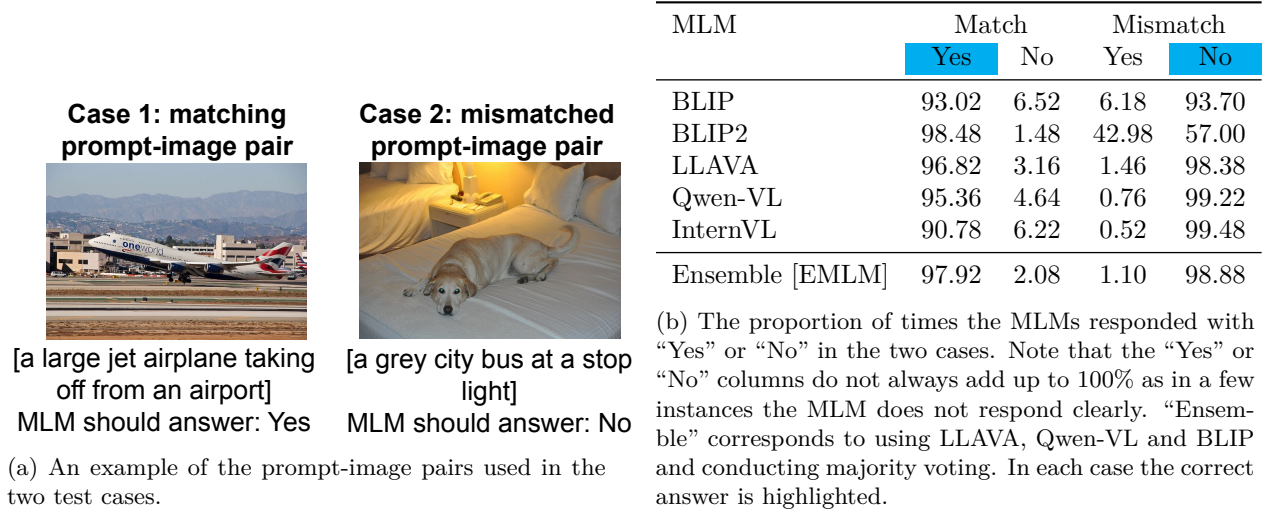 Case 1: matching
prompt-image pair
oneworld
[a large jet airplane taking
off from an airport]
MLM should answer: Yes
Case 2: mismatched
prompt-image pair
[a grey city bus at a stop
light]
MLM should answer: No
(a) An example of the prompt-image pairs used in the
two test cases.
MLM Match Mismatch
Yes No Yes No
BLIP 93.02 6.52 6.18 93.70
BLIP2 98.48 1.48 42.98 57.00
LLAVA 96.82 3.16 1.46 98.38
Qwen-VL 95.36 4.64 0.76 99.22
InternVL 90.78 6.22 0.52 99.48
Ensemble [EMLM] 97.92 2.08 1.10 98.88
(b) The proportion of times the MLMs responded with
“Yes” or “No” in the two cases. Note that the “Yes” or
“No” columns do not always add up to 100% as in a few
instances the MLM does not respond clearly. “Ensem-
ble” corresponds to using LLAVA, Qwen-VL and BLIP
and conducting majority voting. In each case the correct
answer is highlighted.